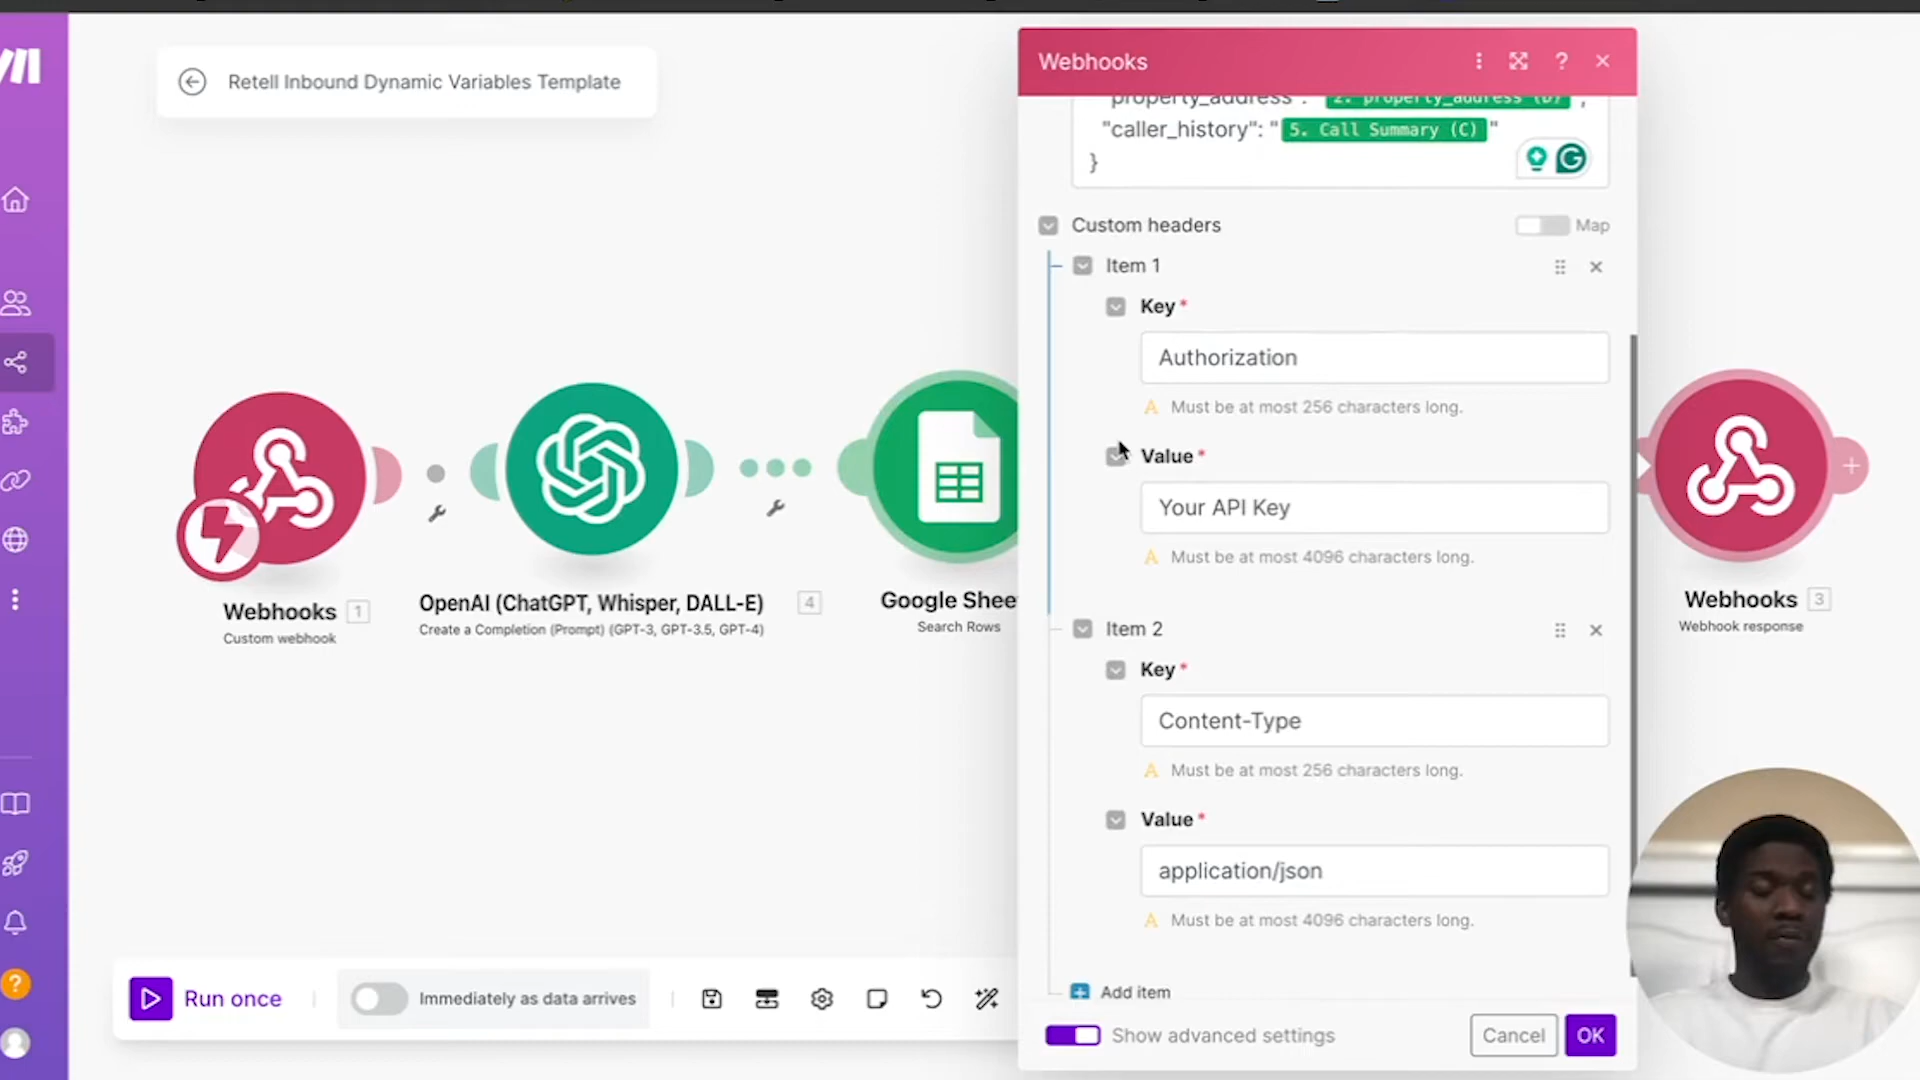 Retell Inbound Dynamic Variables Template
Webhooks
?
"property_address": "2. property_address (D)",
"caller_history": "5. Call Summary (C)"
}
Custom headers
Map
Item 1
Key *
Authorization
Must be at most 256 characters long.
Value *
Your API Key
Must be at most 4096 characters long.
Item 2
Key *
Content-Type
Must be at most 256 characters long.
Value *
application/json
Must be at most 4096 characters long.
Add item
Show advanced settings
Cancel
OK
Webhooks 1
Custom webhook
OpenAI (ChatGPT, Whisper, DALL-E) 4
Create a Completion (Prompt) (GPT-3, GPT-3.5, GPT-4)
Google Shee
Search Rows
Webhooks 3
Webhook response
Run once
Immediately as data arrives
?